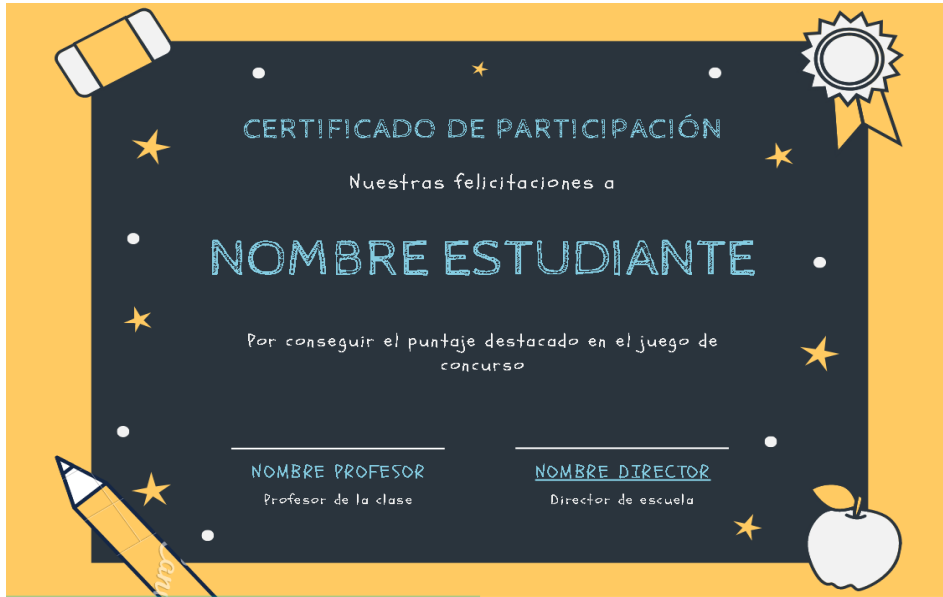 CERTIFICADO DE PARTICIPACIÓN
Nuestras felicitaciones a
NOMBRE ESTUDIANTE
Por conseguir el puntaje destacado en el juego de
concurso
NOMBRE PROFESOR
Profesor de la clase
NOMBRE DIRECTOR
Director de escuela